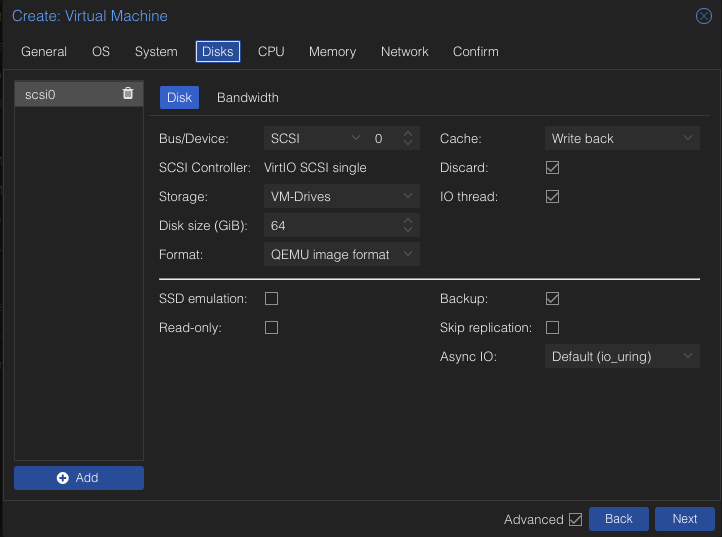 Create: Virtual Machine
General OS System Disks CPU Memory Network Confirm
scsi0
Disk Bandwidth
Bus/Device: SCSI 0 Cache: Write back
SCSI Controller: VirtIO SCSI single Discard:
Storage: VM-Drives IO thread:
Disk size (GiB): 64
Format: QEMU image format
SSD emulation: Backup:
Read-only: Skip replication:
Async IO: Default (io_uring)
Add
Advanced Back Next